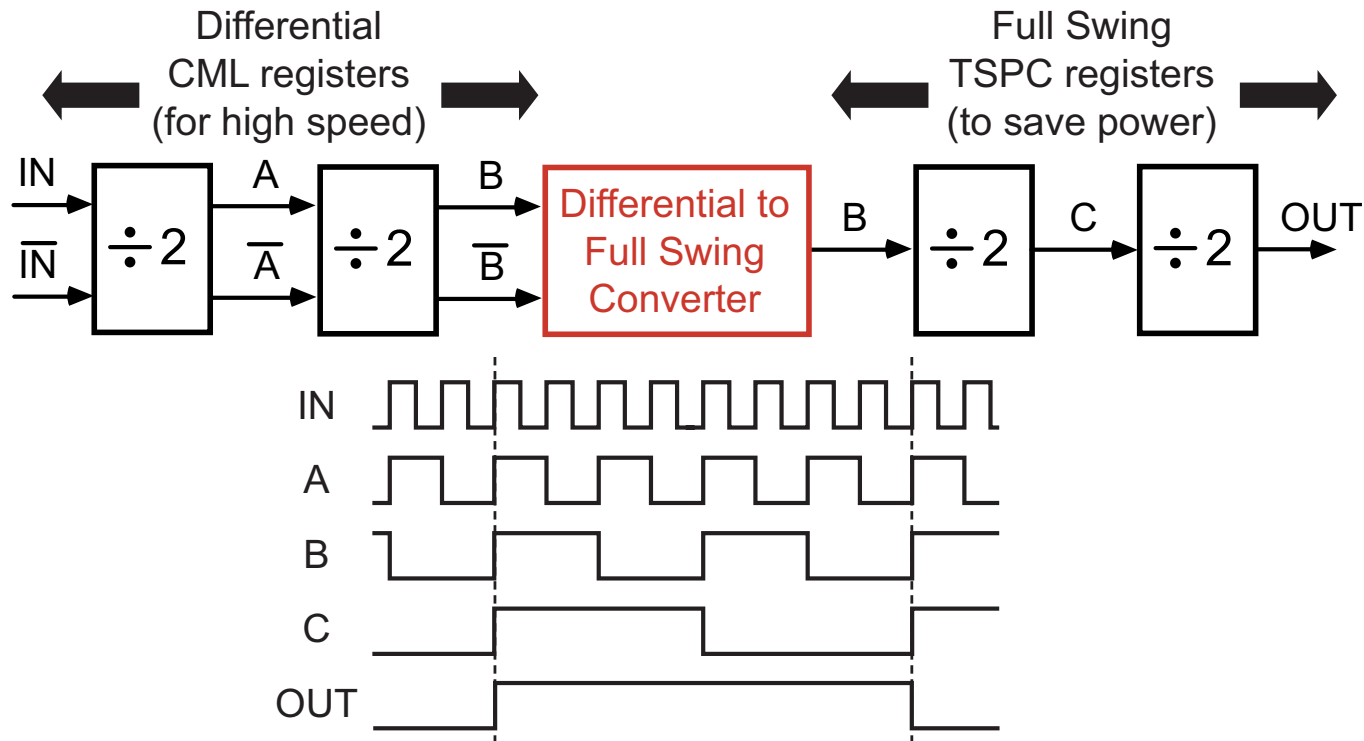 Differential
CML registers
(for high speed)
Full Swing
TSPC registers
(to save power)
IN
A
B
B
C
OUT
÷2
÷2
Differential to
Full Swing
Converter
÷2
÷2
I̅N̅
A̅
B̅
IN
A
B
C
OUT